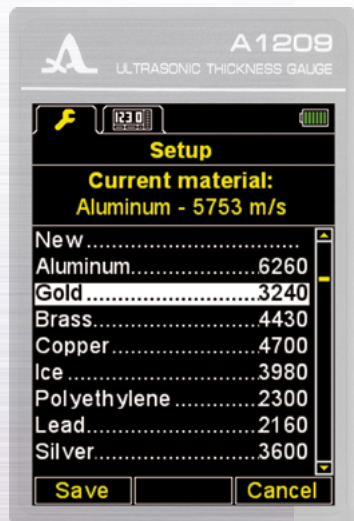 A1209
ULTRASONIC THICKNESS GAUGE
123.0
Setup
Current material:
Aluminum - 5753 m/s
New..............................
Aluminum..................6260
Gold..........................3240
Brass.........................4430
Copper......................4700
Ice.............................3980
Polyethylene..............2300
Lead..........................2160
Silver.........................3600
Save Cancel